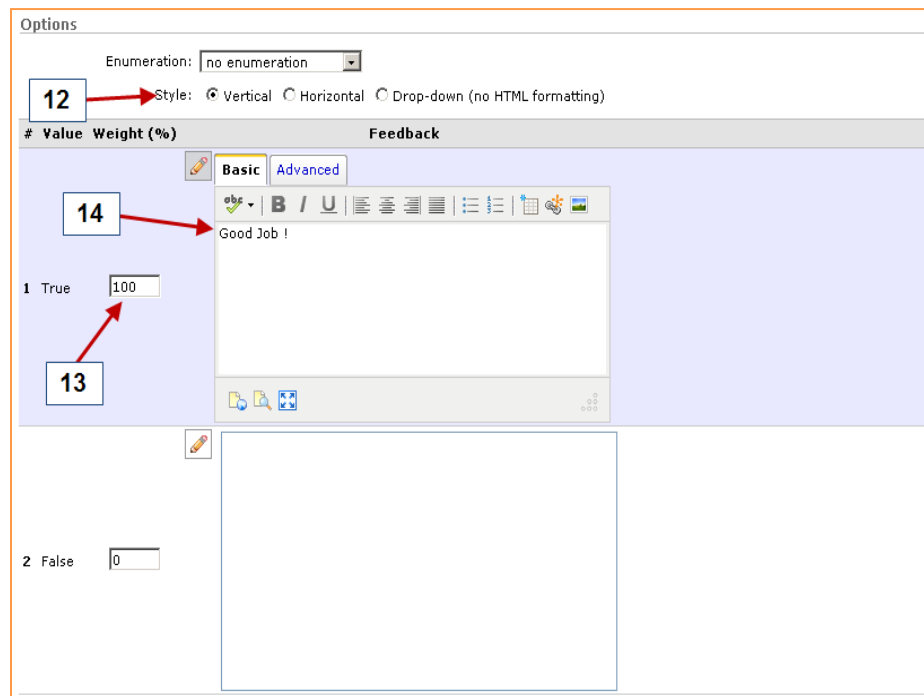 Options
Enumeration: no enumeration
12
Style: Vertical Horizontal Drop-down (no HTML formatting)
# Value Weight (%) Feedback
Basic Advanced
abc B I U
14
Good Job !
1 True 100
13
2 False 0